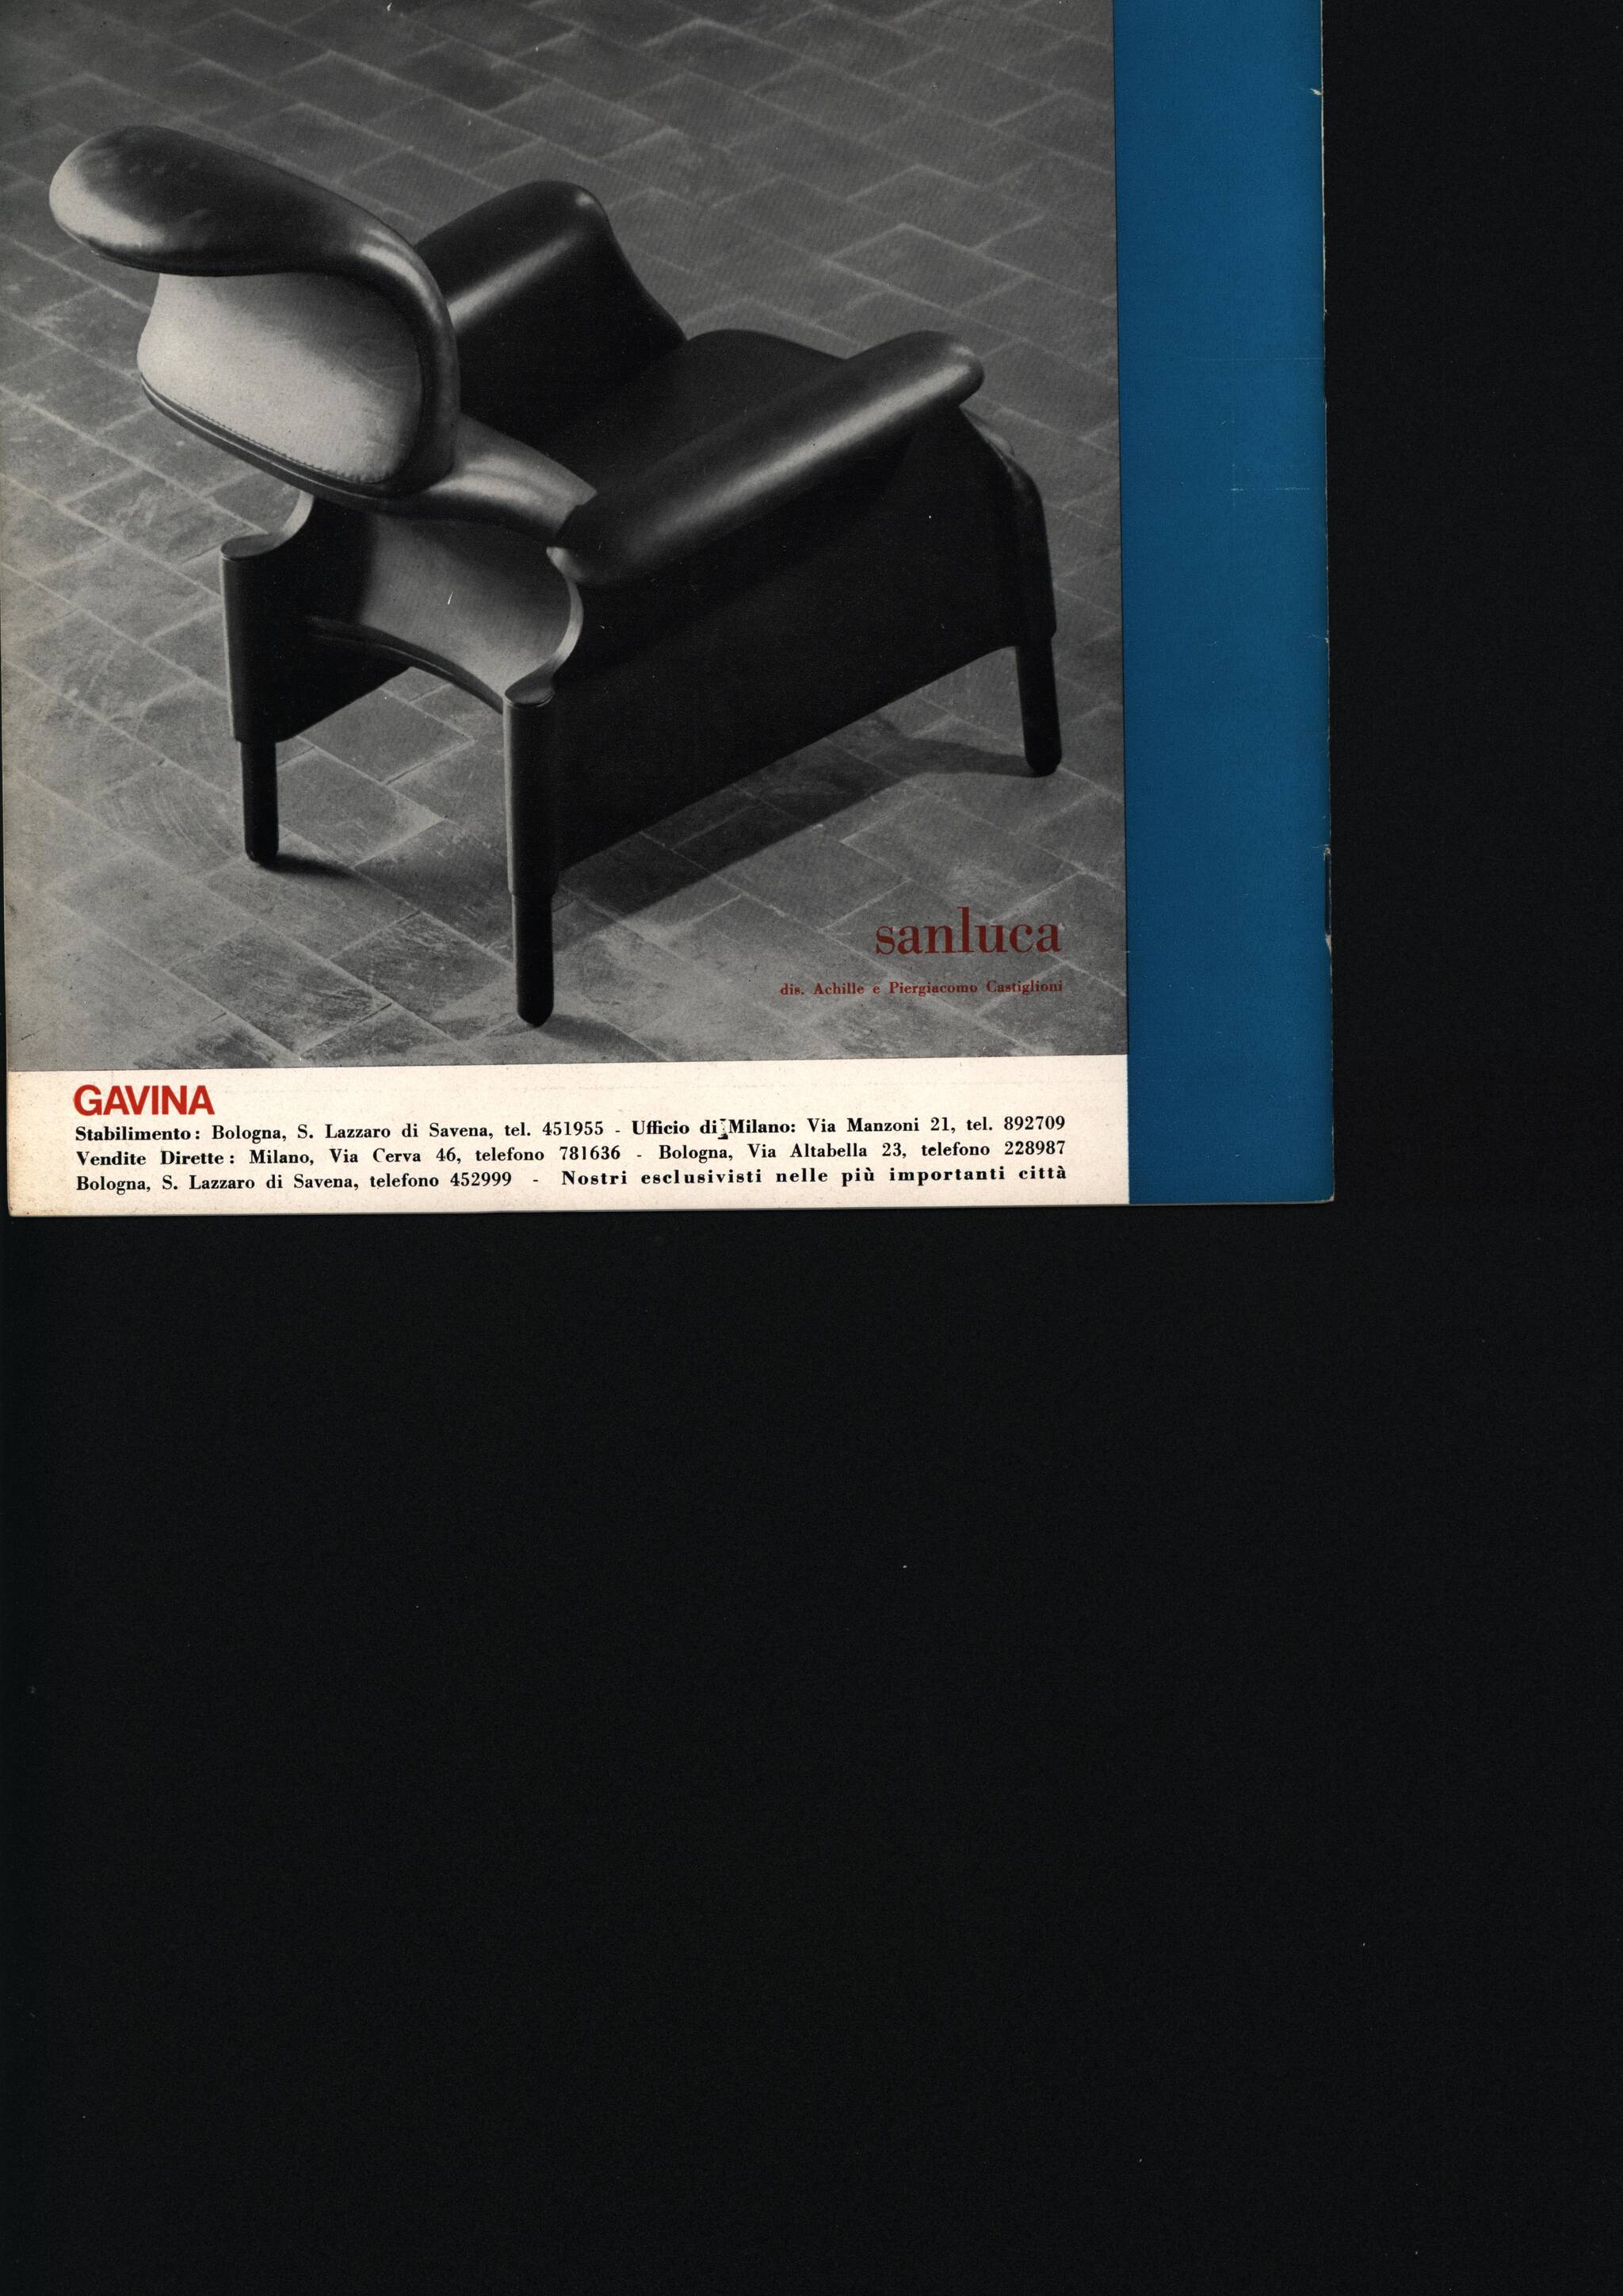 sanluca
dis. Achille e Piergiacomo Castiglioni
GAVINA
Stabilimento: Bologna, S. Lazzaro di Savena, tel. 451955 - Ufficio di Milano: Via Manzoni 21, tel. 892709
Vendite Dirette: Milano, Via Cerva 46, telefono 781636 - Bologna, Via Altabella 23, telefono 228987
Bologna, S. Lazzaro di Savena, telefono 452999 - Nostri esclusivisti nelle più importanti città